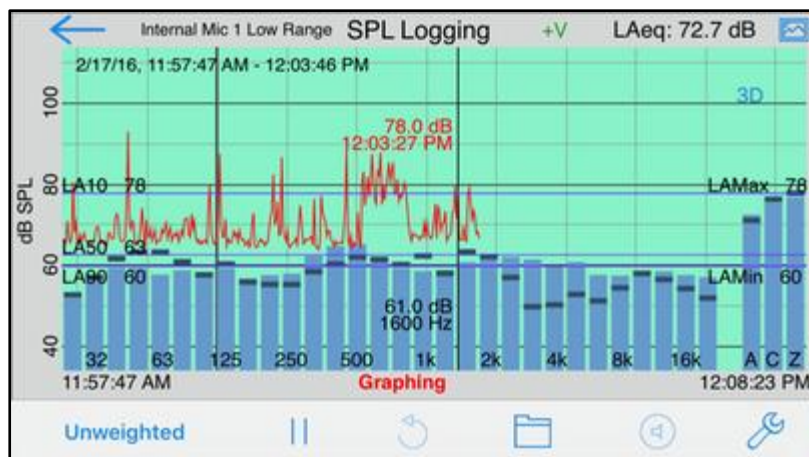 Internal Mic 1 Low Range SPL Logging +V LAeq: 72.7 dB
2/17/16, 11:57:47 AM - 12:03:46 PM
3D
100
78.0 dB
12:03:27 PM
80
LA10 78
LAMax 78
dB SPL
LA50 63
60
LA90 60
LAMin 60
61.0 dB
1600 Hz
40
32 63 125 250 500 1k 2k 4k 8k 16k A C Z
11:57:47 AM Graphing 12:08:23 PM
Unweighted